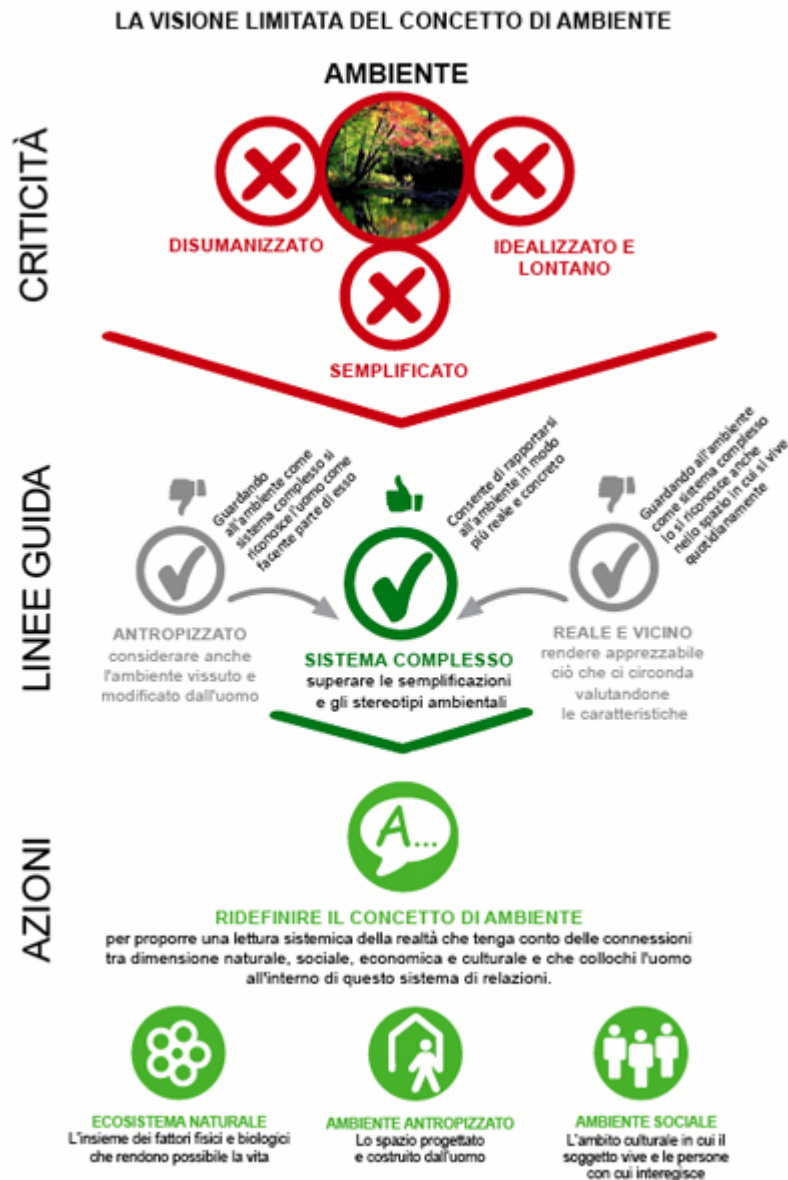 LA VISIONE LIMITATA DEL CONCETTO DI AMBIENTE
AMBIENTE
CRITICITÀ
DISUMANIZZATO
IDEALIZZATO E
LONTANO
SEMPLIFICATO
LINEE GUIDA
Guardando
all'ambiente come
sistema complesso si
riconosce l'uomo come
facente parte di esso
Consente di rapportarsi
all'ambiente in modo
più reale e concreto
Guardando all'ambiente
come sistema complesso
lo si riconosce anche
nello spazio in cui si vive
quotidianamente
ANTROPIZZATO
considerare anche
l'ambiente vissuto e
modificato dall'uomo
SISTEMA COMPLESSO
superare le semplificazioni
e gli stereotipi ambientali
REALE E VICINO
rendere apprezzabile
ciò che ci circonda
valutandone
le caratteristiche
AZIONI
A...
RIDEFINIRE IL CONCETTO DI AMBIENTE
per proporre una lettura sistemica della realtà che tenga conto delle connessioni
tra dimensione naturale, sociale, economica e culturale e che collochi l'uomo
all'interno di questo sistema di relazioni.
ECOSISTEMA NATURALE
L'insieme dei fattori fisici e biologici
che rendono possibile la vita
AMBIENTE ANTROPIZZATO
Lo spazio progettato
e costruito dall'uomo
AMBIENTE SOCIALE
L'ambito culturale in cui il
soggetto vive e le persone
con cui interegisce